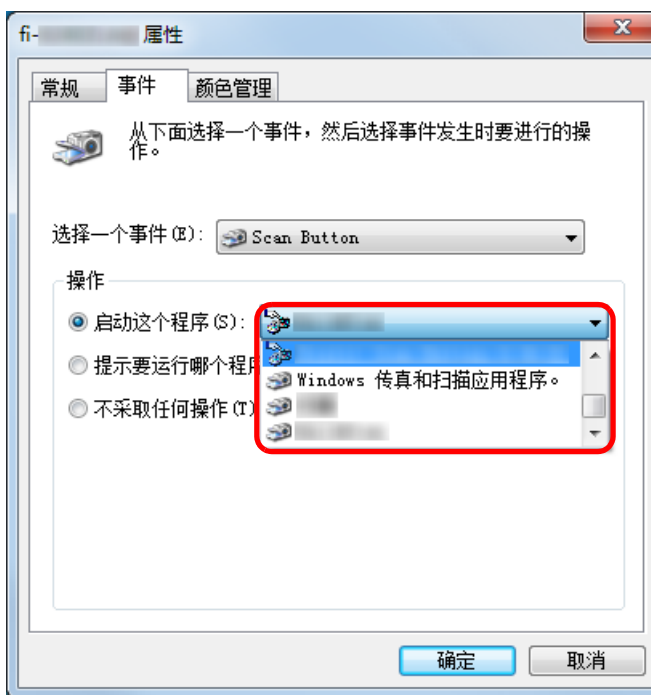 fi- 属性
常规 事件 颜色管理
从下面选择一个事件，然后选择事件发生时要进行的操
作。
选择一个事件(E): Scan Button
操作
启动这个程序(S):
提示要运行哪个程
Windows 传真和扫描应用程序。
不采取任何操作(T)
确定 取消